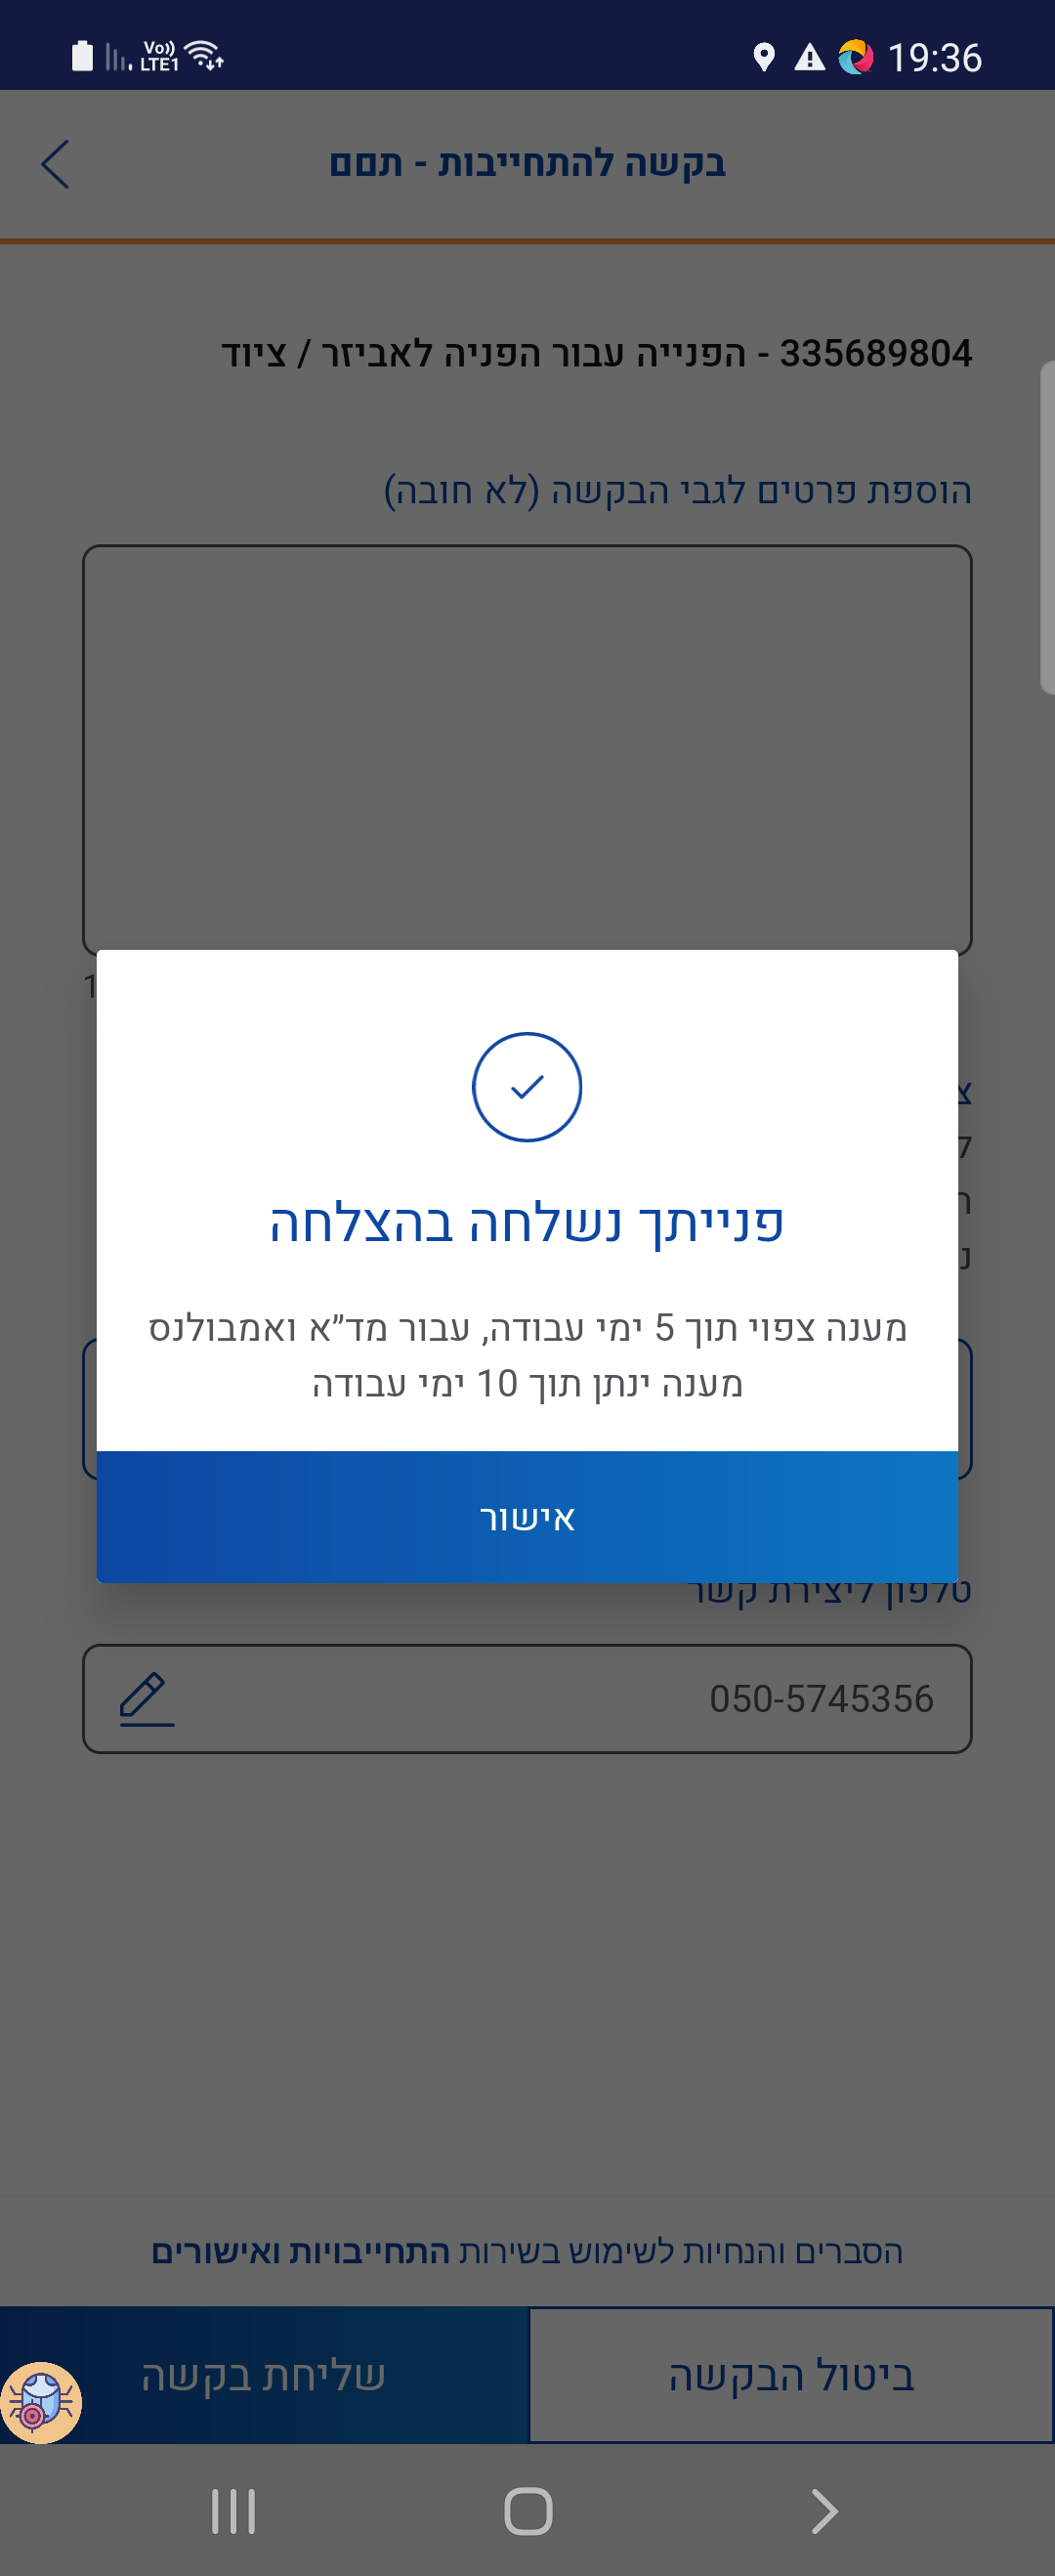 19:36
Vo)) LTE1
בקשה להתחייבות - תםם
335689804 - הפנייה עבור הפניה לאביזר / ציוד
הוספת פרטים לגבי הבקשה (לא חובה)
פנייתך נשלחה בהצלחה
מענה צפוי תוך 5 ימי עבודה, עבור מד״א ואמבולנס
מענה ינתן תוך 10 ימי עבודה
אישור
טלפון ליצירת קשר
050-5745356
הסברים והנחיות לשימוש בשירות התחייבויות ואישורים
ביטול הבקשה
שליחת בקשה